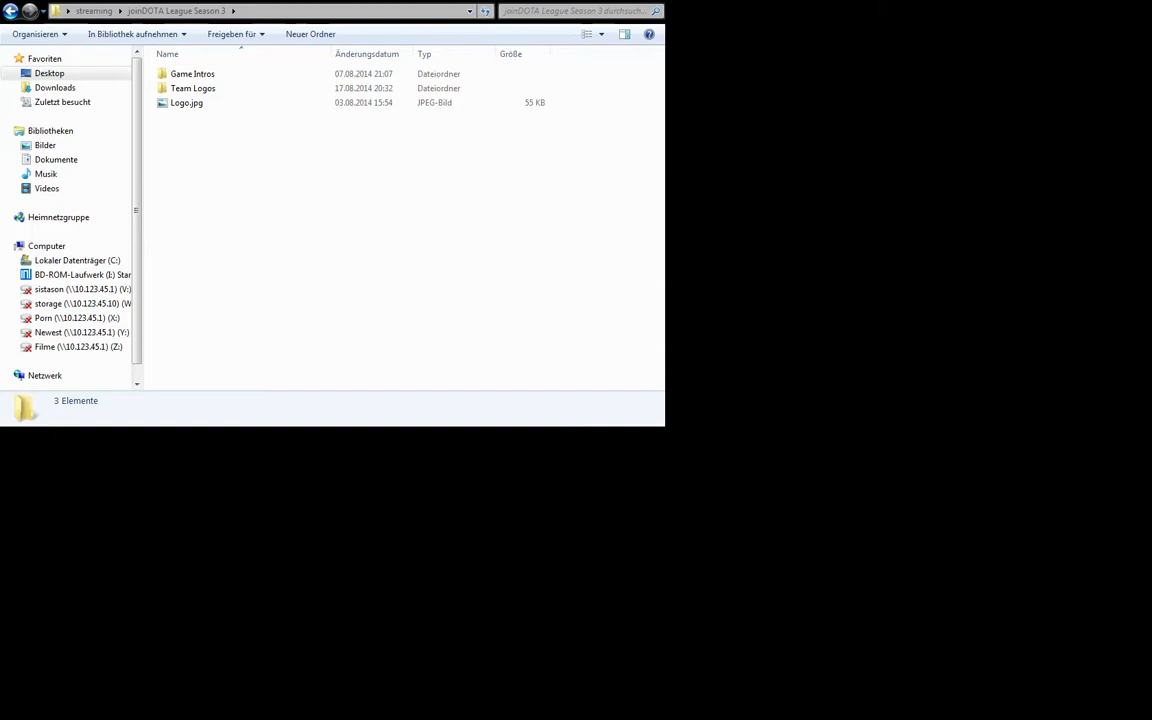 streaming joinDOTA League Season 3 joinDOTA League Season 3 durchsuch...
Organisieren In Bibliothek aufnehmen Freigeben für Neuer Ordner
Favoriten
Desktop
Downloads
Zuletzt besucht
Bibliotheken
Bilder
Dokumente
Musik
Videos
Heimnetzgruppe
Computer
Lokaler Datenträger (C:)
BD-ROM-Laufwerk (I:) Star
sistason (\\10.123.45.1) (V:)
storage (\\10.123.45.10) (W
Porn (\\10.123.45.1) (X:)
Newest (\\10.123.45.1) (Y:)
Filme (\\10.123.45.1) (Z:)
Netzwerk
Name Änderungsdatum Typ Größe
Game Intros 07.08.2014 21:07 Dateiordner
Team Logos 17.08.2014 20:32 Dateiordner
Logo.jpg 03.08.2014 15:54 JPEG-Bild 55 KB
3 Elemente